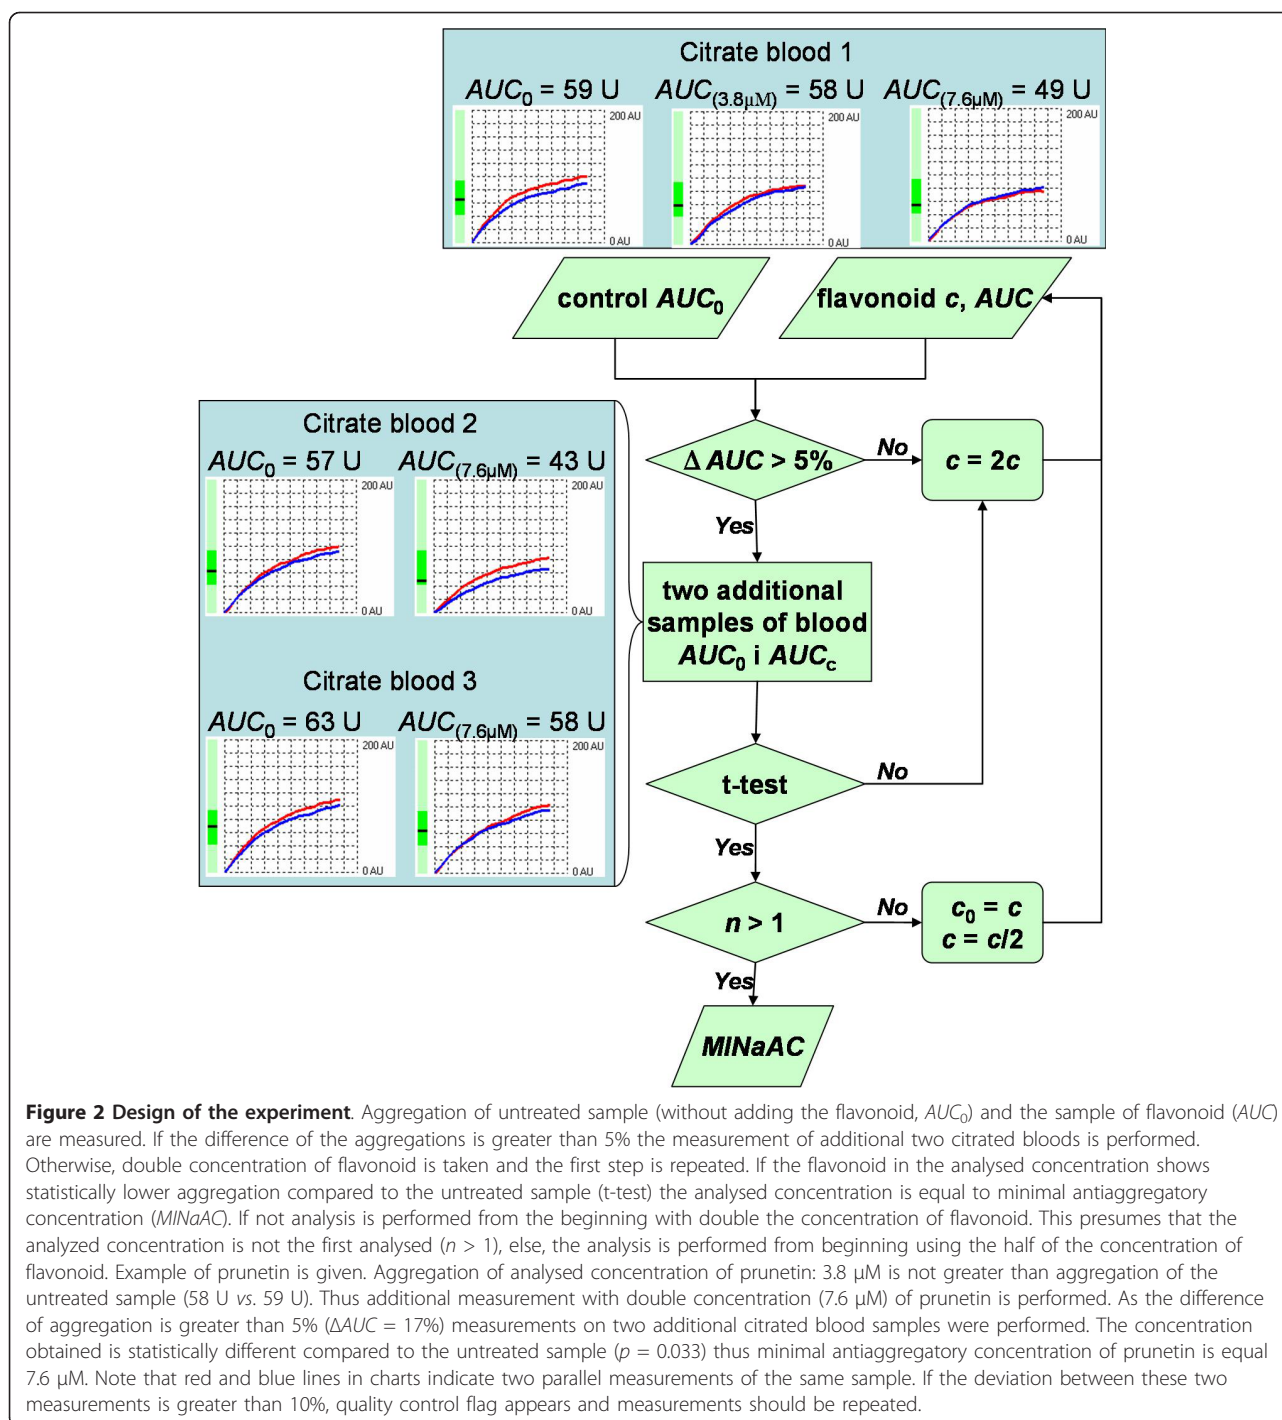 Citrate blood 1
AUC0 = 59 U AUC(3.8µM) = 58 U AUC(7.6µM) = 49 U
200 AU 200 AU 200 AU
0 AU 0 AU 0 AU
control AUC0 flavonoid c, AUC
Citrate blood 2
AUC0 = 57 U AUC(7.6µM) = 43 U
200 AU 200 AU
0 AU 0 AU
Citrate blood 3
AUC0 = 63 U AUC(7.6µM) = 58 U
200 AU 200 AU
0 AU 0 AU
Δ AUC > 5% No c = 2c
Yes
two additional
samples of blood
AUC0 i AUCc
t-test No
Yes
n > 1 No c0 = c
c = c/2
Yes
MINaAC
Figure 2 Design of the experiment. Aggregation of untreated sample (without adding the flavonoid, AUC0) and the sample of flavonoid (AUC)
are measured. If the difference of the aggregations is greater than 5% the measurement of additional two citrated bloods is performed.
Otherwise, double concentration of flavonoid is taken and the first step is repeated. If the flavonoid in the analysed concentration shows
statistically lower aggregation compared to the untreated sample (t-test) the analysed concentration is equal to minimal antiaggregatory
concentration (MINaAC). If not analysis is performed from the beginning with double the concentration of flavonoid. This presumes that the
analyzed concentration is not the first analysed (n > 1), else, the analysis is performed from beginning using the half of the concentration of
flavonoid. Example of prunetin is given. Aggregation of analysed concentration of prunetin: 3.8 µM is not greater than aggregation of the
untreated sample (58 U vs. 59 U). Thus additional measurement with double concentration (7.6 µM) of prunetin is performed. As the difference
of aggregation is greater than 5% (ΔAUC = 17%) measurements on two additional citrated blood samples were performed. The concentration
obtained is statistically different compared to the untreated sample (p = 0.033) thus minimal antiaggregatory concentration of prunetin is equal
7.6 µM. Note that red and blue lines in charts indicate two parallel measurements of the same sample. If the deviation between these two
measurements is greater than 10%, quality control flag appears and measurements should be repeated.